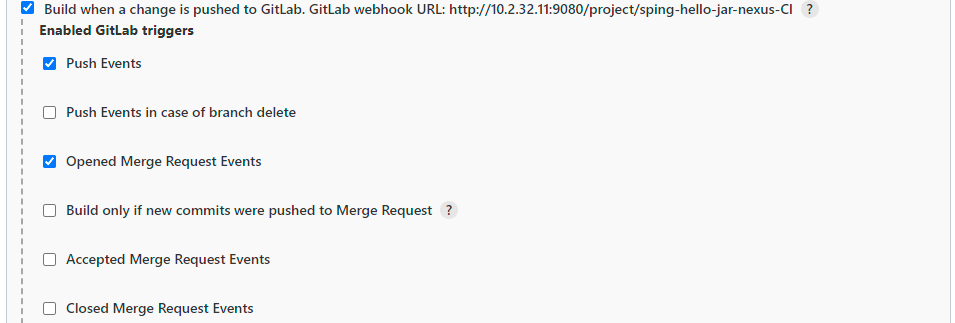 Build when a change is pushed to GitLab. GitLab webhook URL: http://10.2.32.11:9080/project/sping-hello-jar-nexus-CI ?
Enabled GitLab triggers
Push Events
Push Events in case of branch delete
Opened Merge Request Events
Build only if new commits were pushed to Merge Request ?
Accepted Merge Request Events
Closed Merge Request Events